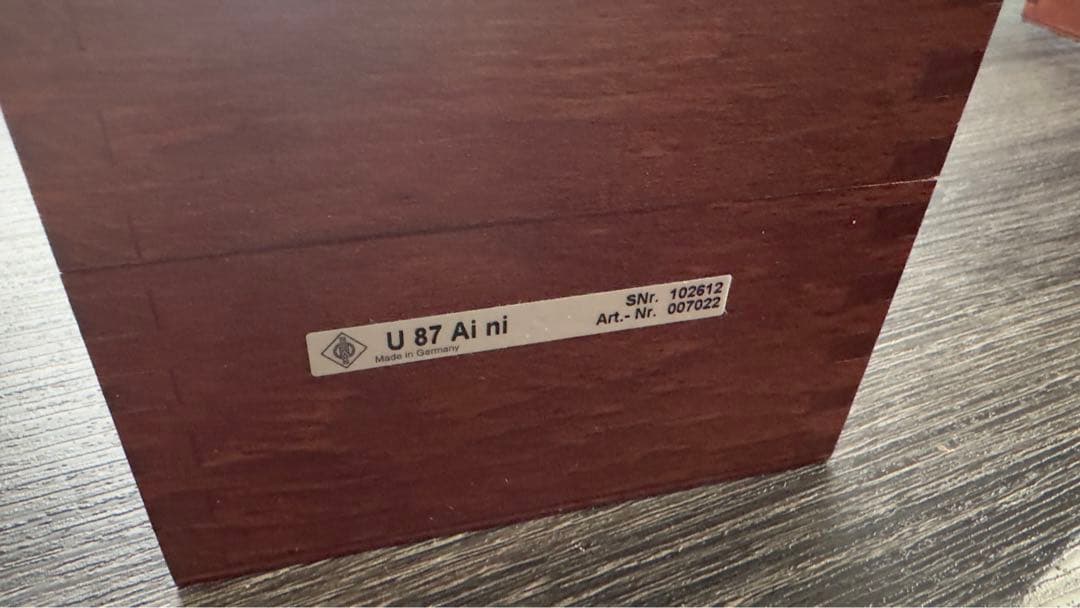 U 87 Ai ni
Made in Germany
SNr. 102612
Art.- Nr. 007022